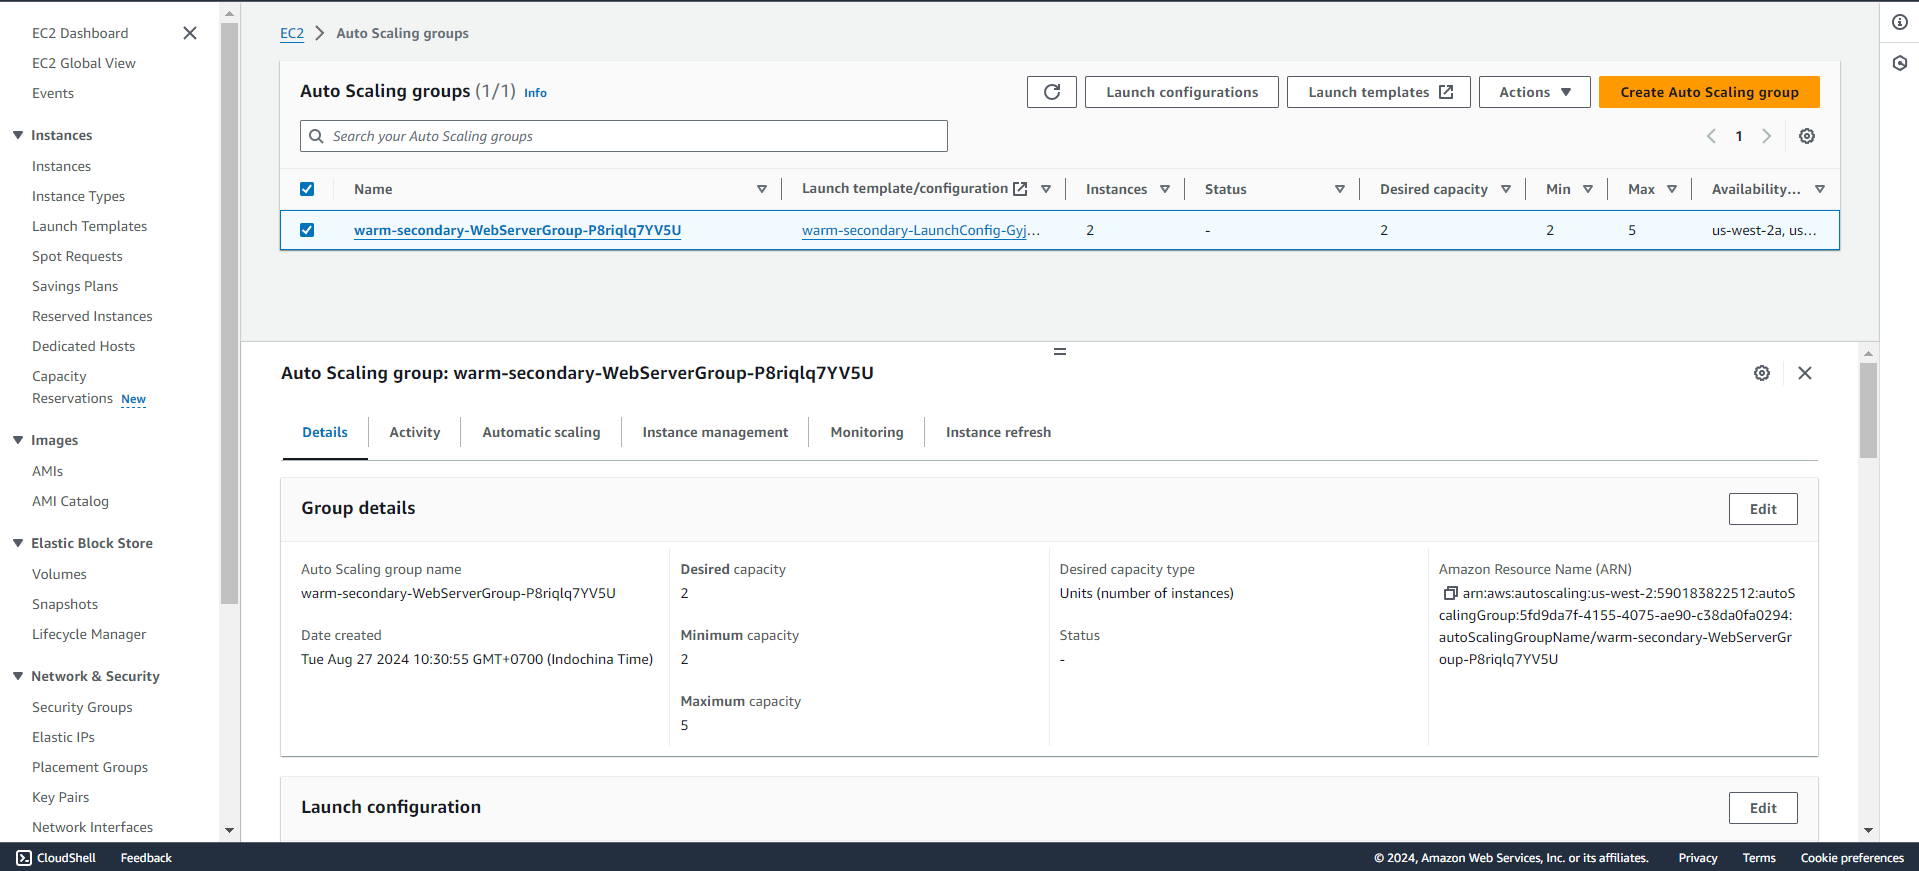 EC2 Dashboard
EC2 Global View
Events
Instances
Instances
Instance Types
Launch Templates
Spot Requests
Savings Plans
Reserved Instances
Dedicated Hosts
Capacity
Reservations New
Images
AMIs
AMI Catalog
Elastic Block Store
Volumes
Snapshots
Lifecycle Manager
Network & Security
Security Groups
Elastic IPs
Placement Groups
Key Pairs
Network Interfaces
EC2 Auto Scaling groups
Auto Scaling groups (1/1) Info
Launch configurations Launch templates Actions Create Auto Scaling group
Search your Auto Scaling groups
1
Name Launch template/configuration Instances Status Desired capacity Min Max Availability...
warm-secondary-WebServerGroup-P8riqlq7YV5U warm-secondary-LaunchConfig-Gyj... 2 - 2 2 5 us-west-2a, us...
Auto Scaling group: warm-secondary-WebServerGroup-P8riqlq7YV5U
Details Activity Automatic scaling Instance management Monitoring Instance refresh
Group details
Edit
Auto Scaling group name
warm-secondary-WebServerGroup-P8riqlq7YV5U
Date created
Tue Aug 27 2024 10:30:55 GMT+0700 (Indochina Time)
Desired capacity
2
Minimum capacity
2
Maximum capacity
5
Desired capacity type
Units (number of instances)
Status
-
Amazon Resource Name (ARN)
arn:aws:autoscaling:us-west-2:590183822512:autoS
calingGroup:5fd9da7f-4155-4075-ae90-c38da0fa0294:
autoScalingGroupName/warm-secondary-WebServerGr
oup-P8riqlq7YV5U
Launch configuration
Edit
CloudShell Feedback
© 2024, Amazon Web Services, Inc. or its affiliates. Privacy Terms Cookie preferences